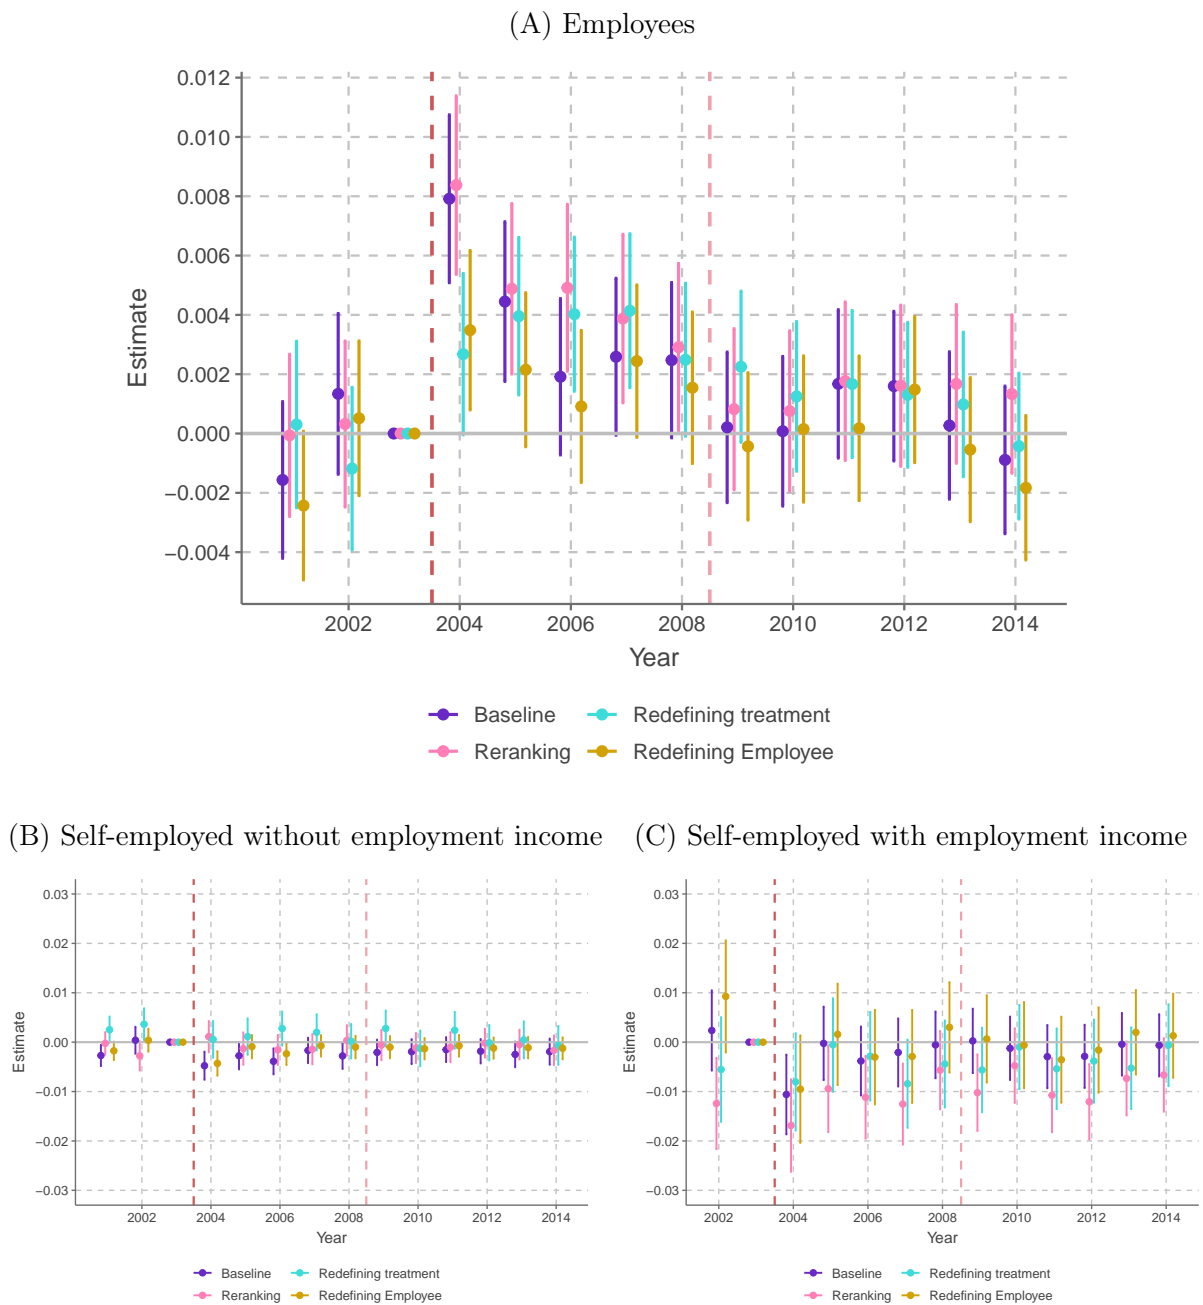 (A) Employees
0.012
0.010
0.008
0.006
0.004
0.002
0.000
−0.002
−0.004
Estimate
2002 2004 2006 2008 2010 2012 2014
Year
Baseline Redefining treatment
Reranking Redefining Employee
(B) Self-employed without employment income
0.03
0.02
0.01
0.00
−0.01
−0.02
−0.03
Estimate
2002 2004 2006 2008 2010 2012 2014
Year
Baseline Redefining treatment
Reranking Redefining Employee
(C) Self-employed with employment income
0.03
0.02
0.01
0.00
−0.01
−0.02
−0.03
Estimate
2002 2004 2006 2008 2010 2012 2014
Year
Baseline Redefining treatment
Reranking Redefining Employee